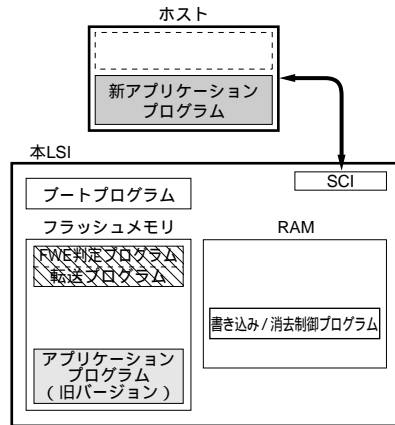 ホスト
新アプリケーション
プログラム
本LSI
SCI
ブートプログラム
フラッシュメモリ
RAM
FWE判定プログラム
転送プログラム
書き込み / 消去制御プログラム
アプリケーション
プログラム
( 旧バージョン )